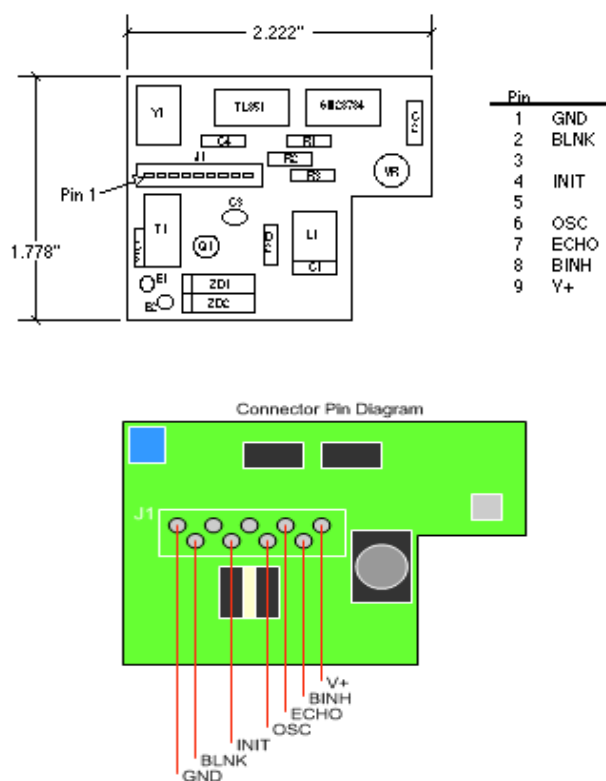 2.222"
Y1
TL851
C2
C4
R1
J1
R2
R3
VR
Pin 1
C3
T1
Q1
L1
1.778"
C1
E1
ZD1
E2
ZD2
Pin
1 GND
2 BLNK
3
4 INIT
5
6 OSC
7 ECHO
8 BINH
9 V+
Connector Pin Diagram
J1
V+
BINH
ECHO
OSC
INIT
BLNK
GND